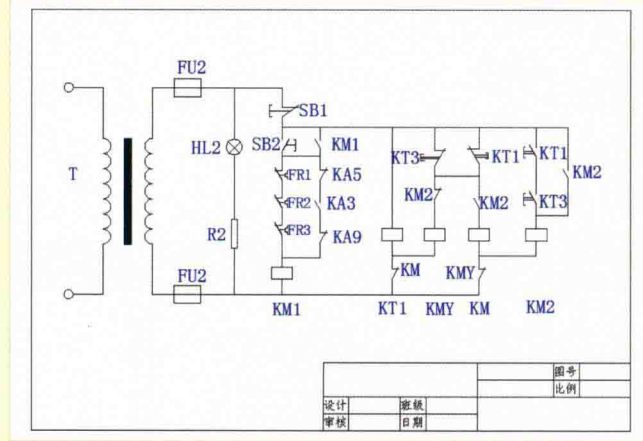 FU2
SB1
HL2
SB2
KM1
KT3
KT1
KT1
KM2
T
FR1
KA5
KM2
FR2
KA3
KM2
KT3
R2
FR3
KA9
FU2
KM
KMY
KM1
KT1
KMY
KM
KM2
图号
比例
设计
班级
审核
日期